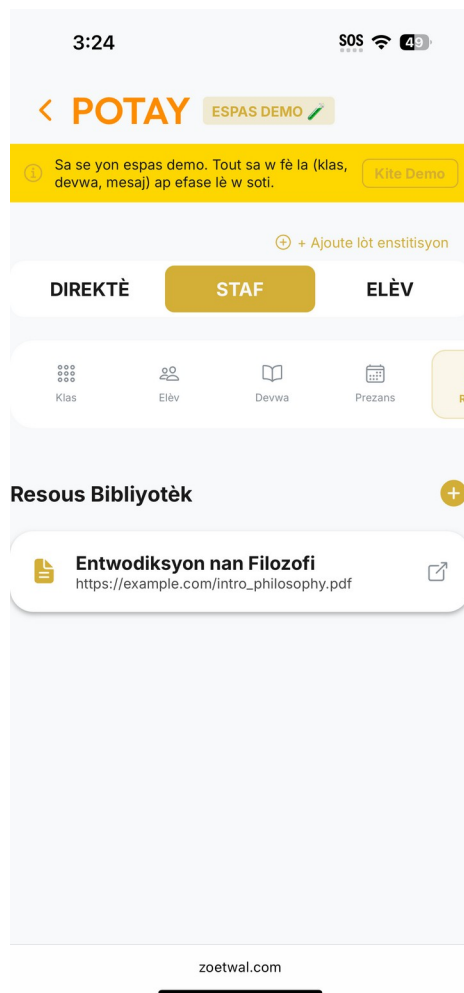 3:24
SOS
49
POTAY
ESPAS DEMO
Sa se yon espas demo. Tout sa w fè la (klas,
devwa, mesaj) ap efase lè w soti.
Kite Demo
+ Ajoute lòt enstitisyon
DIREKTÈ
STAF
ELÈV
Klas
Elèv
Devwa
Prezans
Resous Bibliyotèk
Entwodiksyon nan Filozofi
https://example.com/intro_philosophy.pdf
zoetwal.com